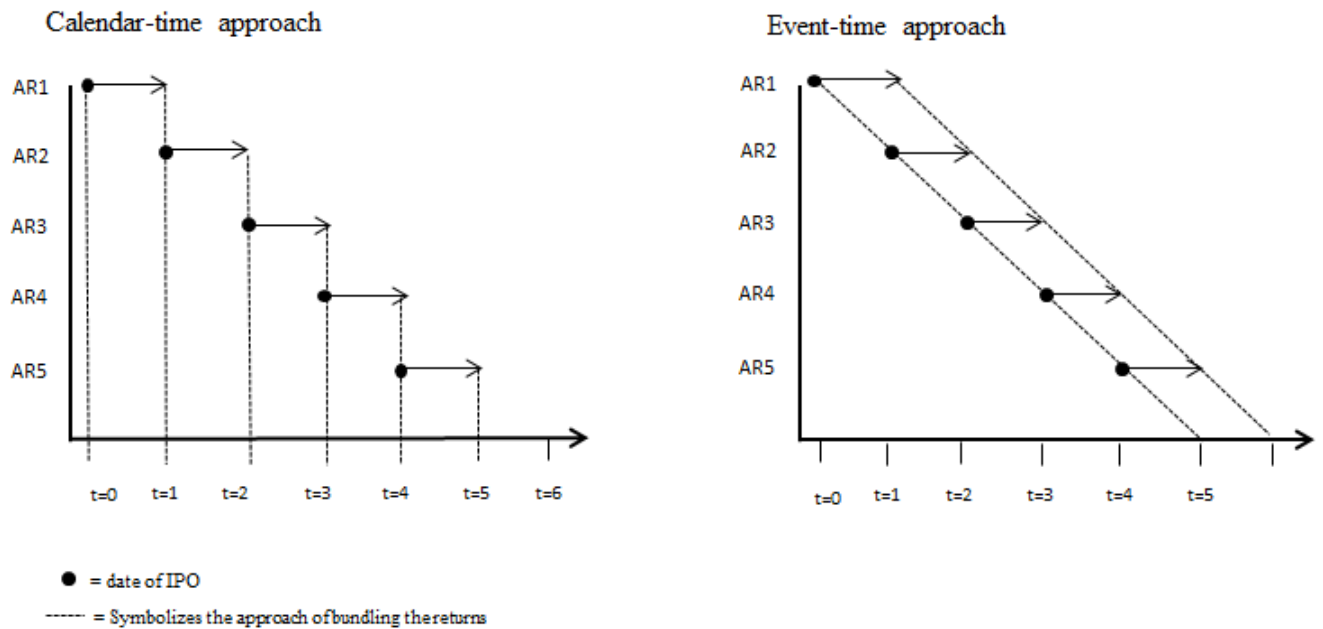 Calendar-time approach
AR1
AR2
AR3
AR4
AR5
t=0 t=1 t=2 t=3 t=4 t=5 t=6
Event-time approach
AR1
AR2
AR3
AR4
AR5
t=0 t=1 t=2 t=3 t=4 t=5
= date of IPO
= Symbolizes the approach of bundling the returns